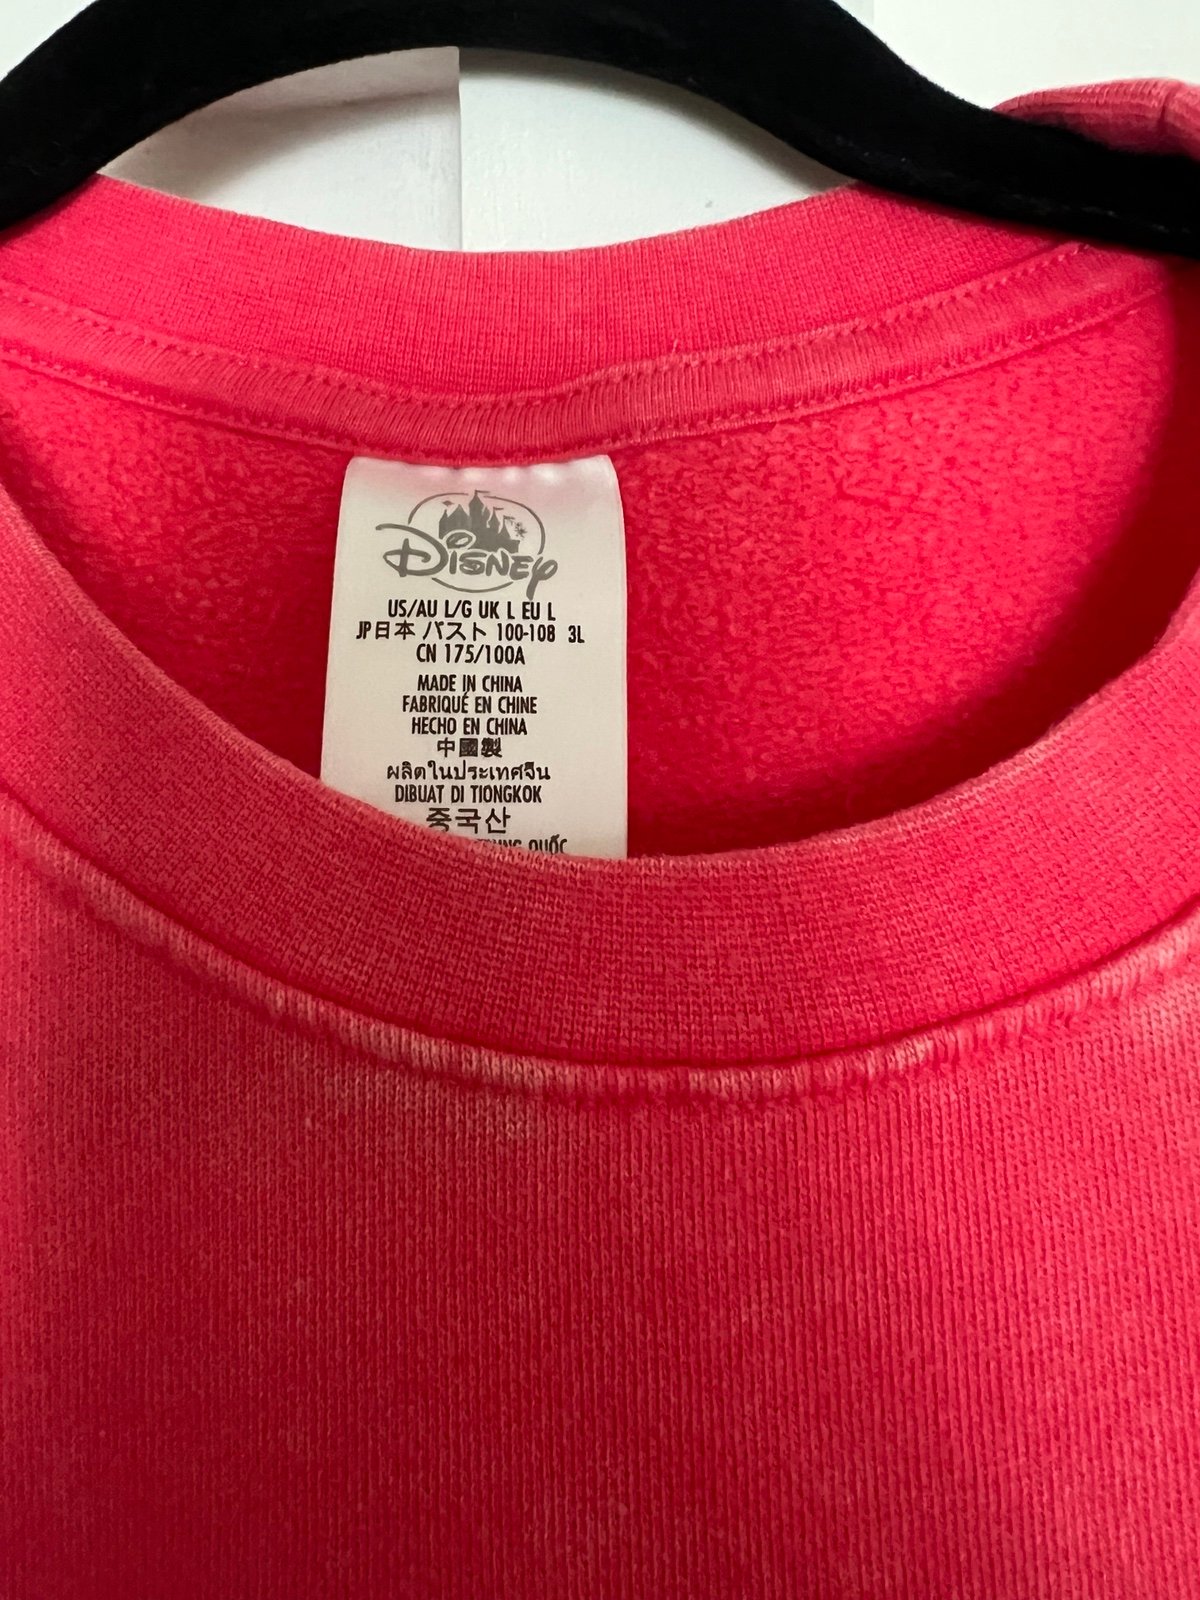 Disney
US/AU L/G UK L EU L
JP日本 バスト 100-108 3L
CN 175/100A
MADE IN CHINA
FABRIQUÉ EN CHINE
HECHO EN CHINA
中國製
ผลิตในประเทศจีน
DIBUAT DI TIONGKOK
중국산
QUỐC